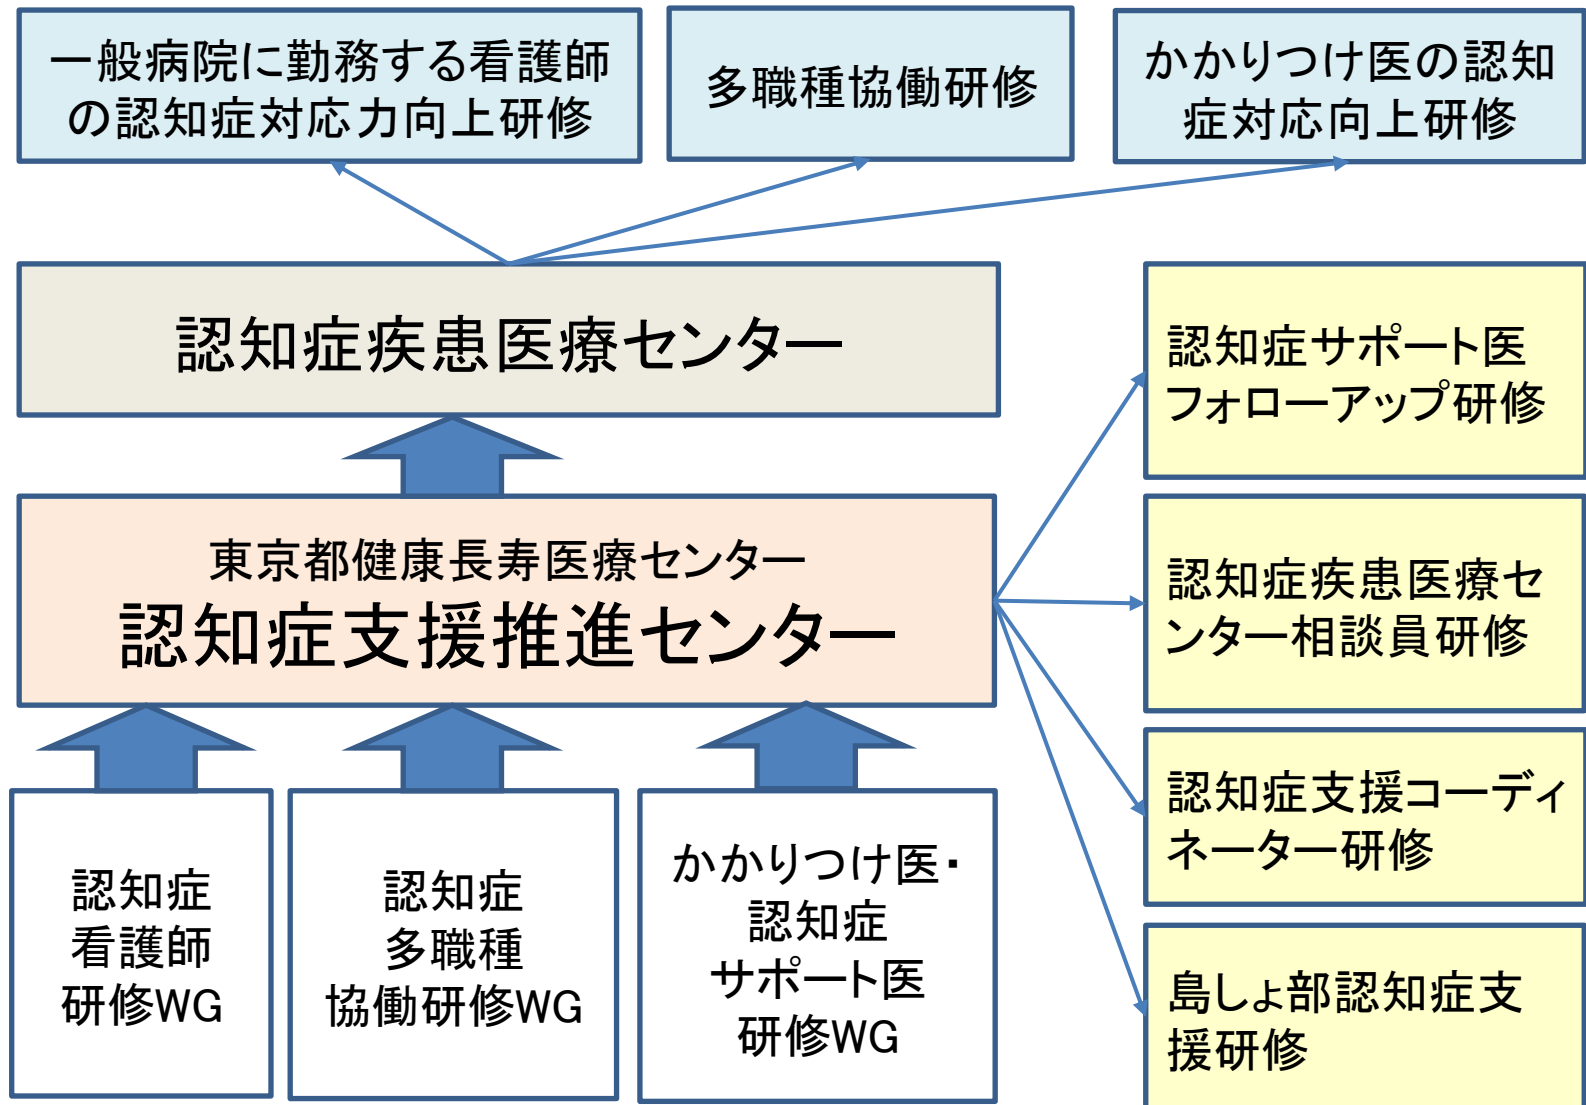 一般病院に勤務する看護師
の認知症対応力向上研修
多職種協働研修
かかりつけ医の認知
症対応向上研修
認知症疾患医療センター
東京都健康長寿医療センター
認知症支援推進センター
認知症サポート医
フォローアップ研修
認知症疾患医療セ
ンター相談員研修
認知症支援コーディ
ネーター研修
島しょ部認知症支
援研修
認知症
看護師
研修WG
認知症
多職種
協働研修WG
かかりつけ医・
認知症
サポート医
研修WG